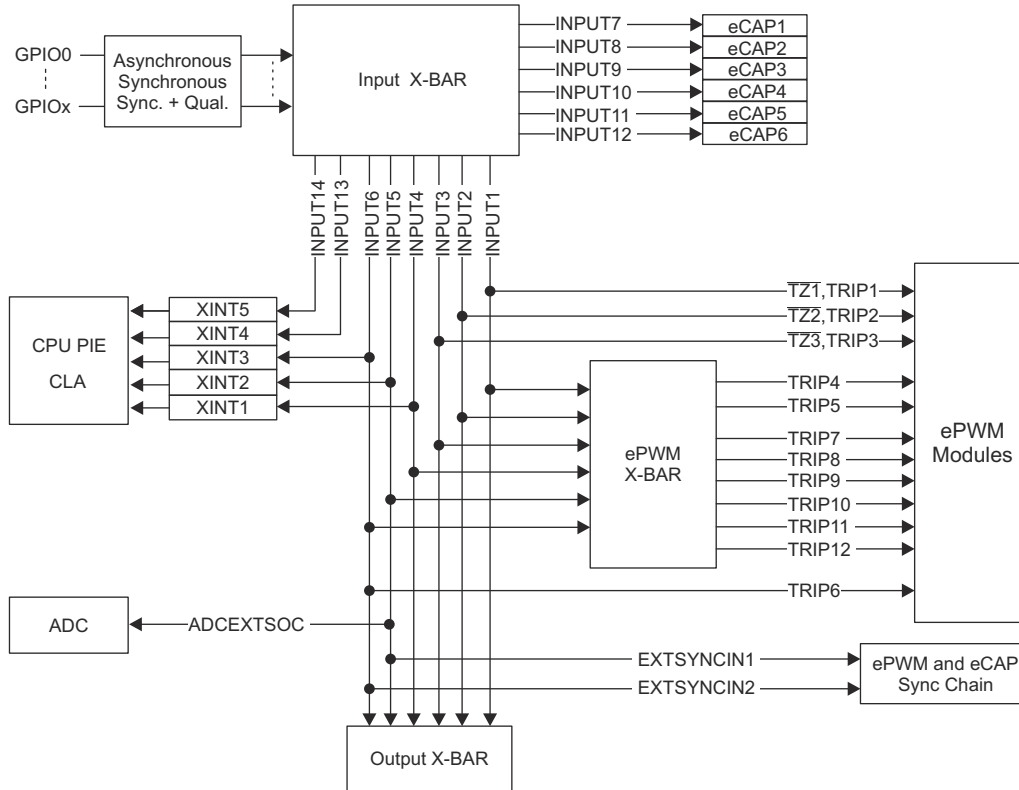 GPIO0
GPIOx
Asynchronous
Synchronous
Sync. + Qual.
Input X-BAR
INPUT7
INPUT8
INPUT9
INPUT10
INPUT11
INPUT12
eCAP1
eCAP2
eCAP3
eCAP4
eCAP5
eCAP6
INPUT14
INPUT13
INPUT6
INPUT5
INPUT4
INPUT3
INPUT2
INPUT1
CPU PIE
CLA
XINT5
XINT4
XINT3
XINT2
XINT1
TZ1,TRIP1
TZ2,TRIP2
TZ3,TRIP3
ePWM
X-BAR
TRIP4
TRIP5
TRIP7
TRIP8
TRIP9
TRIP10
TRIP11
TRIP12
TRIP6
ePWM
Modules
ADC
ADCEXTSOC
EXTSYNCIN1
EXTSYNCIN2
ePWM and eCAP
Sync Chain
Output X-BAR